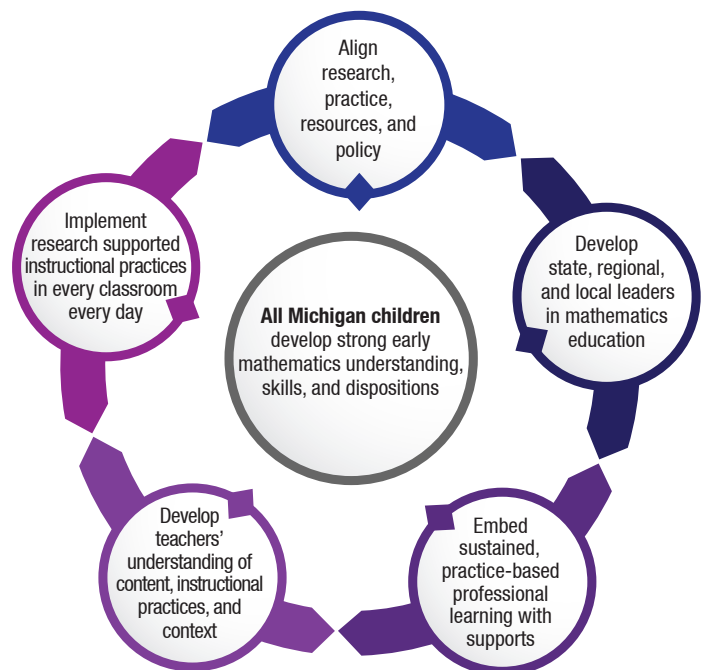 Align
research,
practice,
resources, and
policy
Develop
state, regional,
and local leaders
in mathematics
education
Embed
sustained,
practice-based
professional
learning with
supports
Develop
teachers’
understanding of
content, instructional
practices, and
context
Implement
research supported
instructional practices
in every classroom
every day
All Michigan children
develop strong early
mathematics understanding,
skills, and dispositions